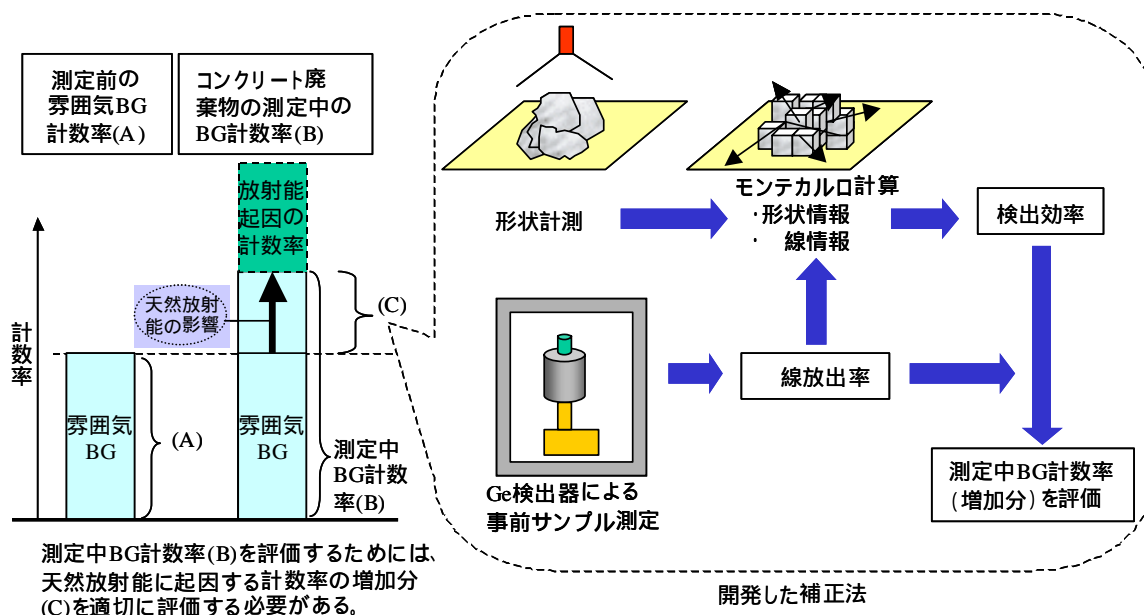 測定前の
雰囲気BG
計数率(A)
コンクリート廃
棄物の測定中の
BG計数率(B)
放射能
起因の
計数率
天然放射
能の影響
(C)
計数率
雰囲気
BG
(A)
雰囲気
BG
測定中
BG計数
率(B)
測定中BG計数率(B)を評価するためには、
天然放射能に起因する計数率の増加分
(C)を適切に評価する必要がある。
形状計測
モンテカルロ計算
・形状情報
・ 線情報
検出効率
Ge検出器による
事前サンプル測定
線放出率
測定中BG計数率
(増加分)を評価
開発した補正法